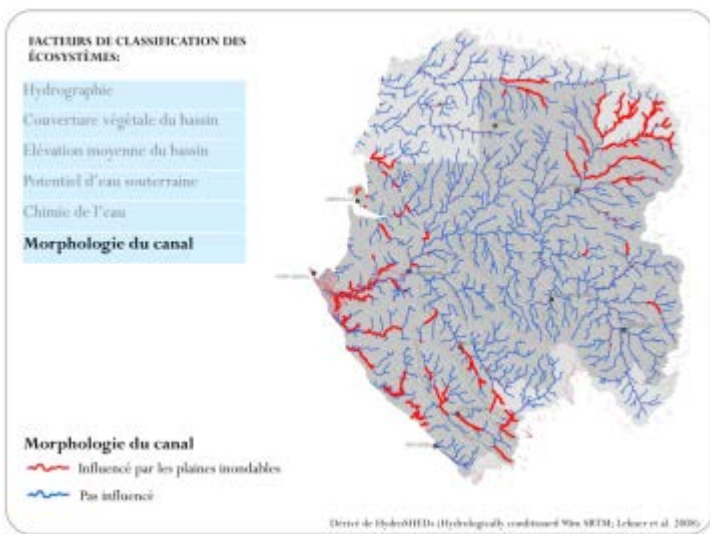 FACTEURS DE CLASSIFICATION DES
ÉCOSYSTÈMES:
Hydrographie
Couverture végétale du bassin
Elévation moyenne du bassin
Potentiel d'eau souterraine
Chimie de l'eau
Morphologie du canal
Morphologie du canal
Influencé par les plaines inondables
Pas influencé
Dérivé de HydroSHEDs (Hydrologically conditioned 90m SRTM; Lehner et al. 2008)